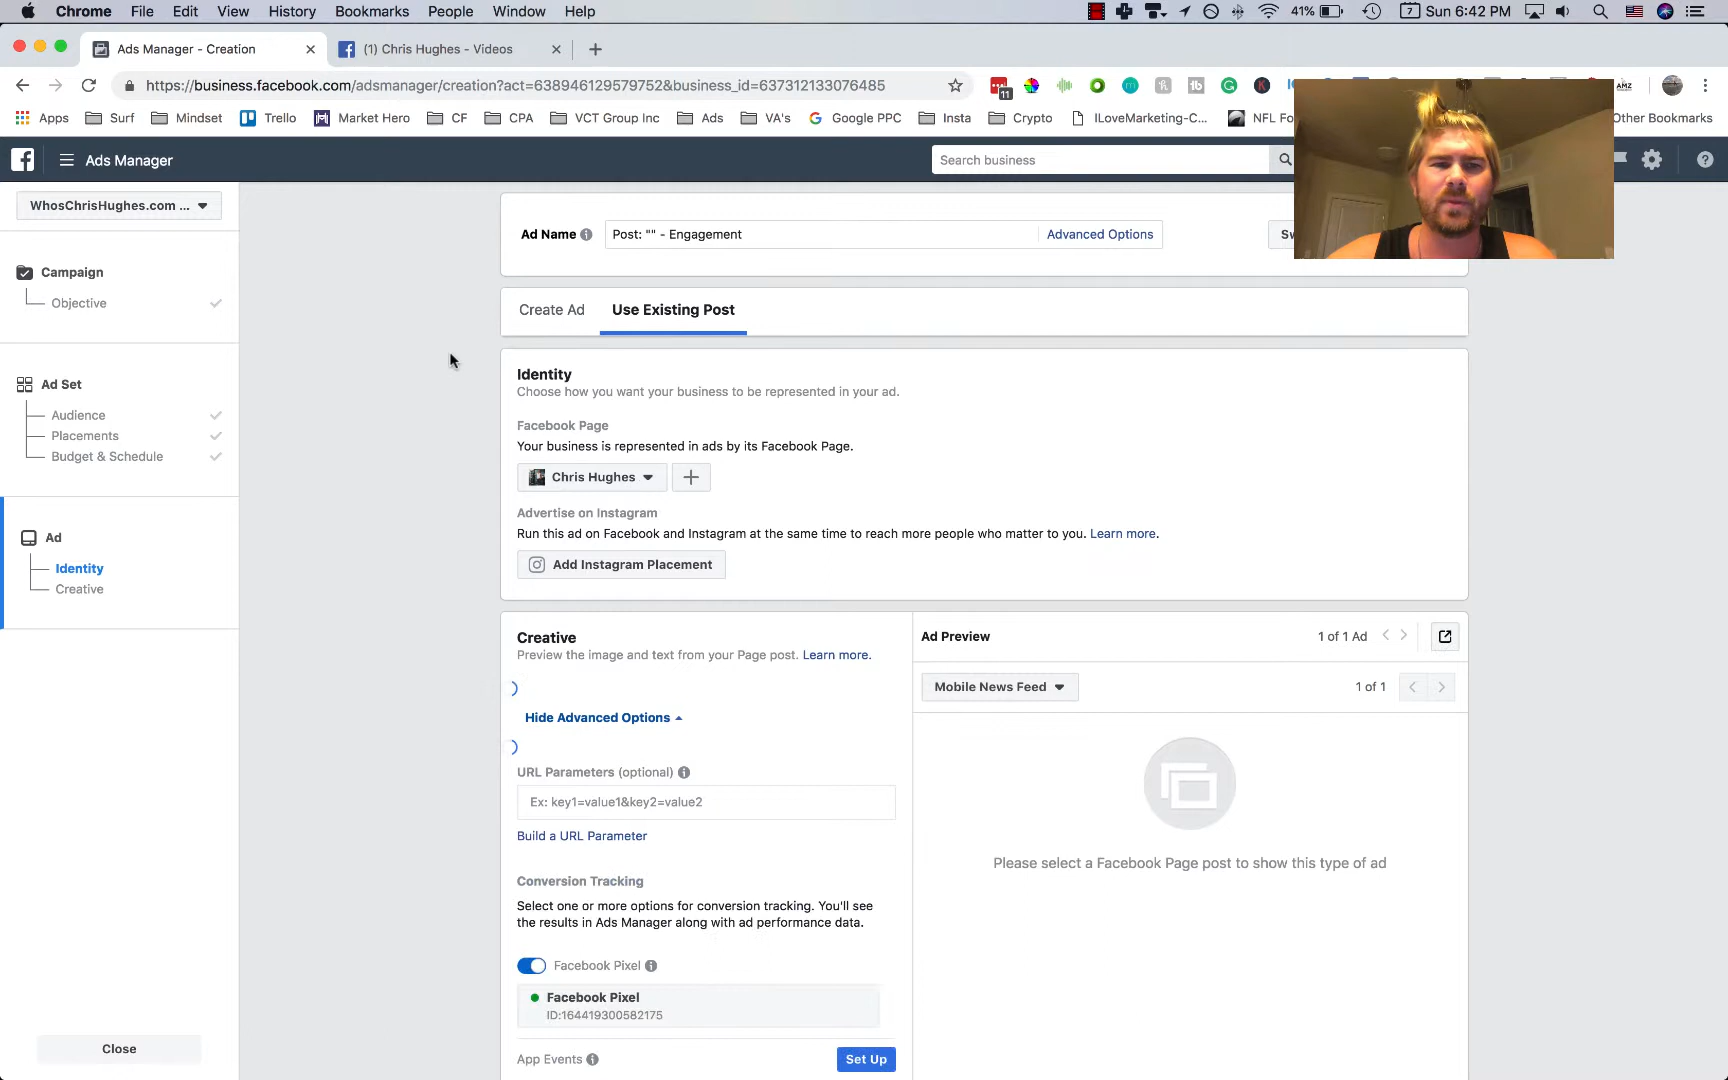 Chrome File Edit View History Bookmarks People Window Help
41% 7 Sun 6:42 PM
Ads Manager - Creation
(1) Chris Hughes - Videos
https://business.facebook.com/adsmanager/creation?act=638946129579752&business_id=637312133076485
11
AMZ
Apps Surf Mindset Trello Market Hero CF CPA VCT Group Inc Ads VA's Google PPC Insta Crypto ILoveMarketing-C... NFL Fo Other Bookmarks
Ads Manager
Search business
WhosChrisHughes.com ...
Campaign
Objective
Ad Set
Audience
Placements
Budget & Schedule
Ad
Identity
Creative
Close
Ad Name
Post: "" - Engagement
Advanced Options
Sw
Create Ad
Use Existing Post
Identity
Choose how you want your business to be represented in your ad.
Facebook Page
Your business is represented in ads by its Facebook Page.
Chris Hughes
Advertise on Instagram
Run this ad on Facebook and Instagram at the same time to reach more people who matter to you. Learn more.
Add Instagram Placement
Creative
Preview the image and text from your Page post. Learn more.
Hide Advanced Options
URL Parameters (optional)
Ex: key1=value1&key2=value2
Build a URL Parameter
Conversion Tracking
Select one or more options for conversion tracking. You'll see
the results in Ads Manager along with ad performance data.
Facebook Pixel
Facebook Pixel
ID:164419300582175
App Events
Set Up
Ad Preview
1 of 1 Ad
Mobile News Feed
1 of 1
Please select a Facebook Page post to show this type of ad